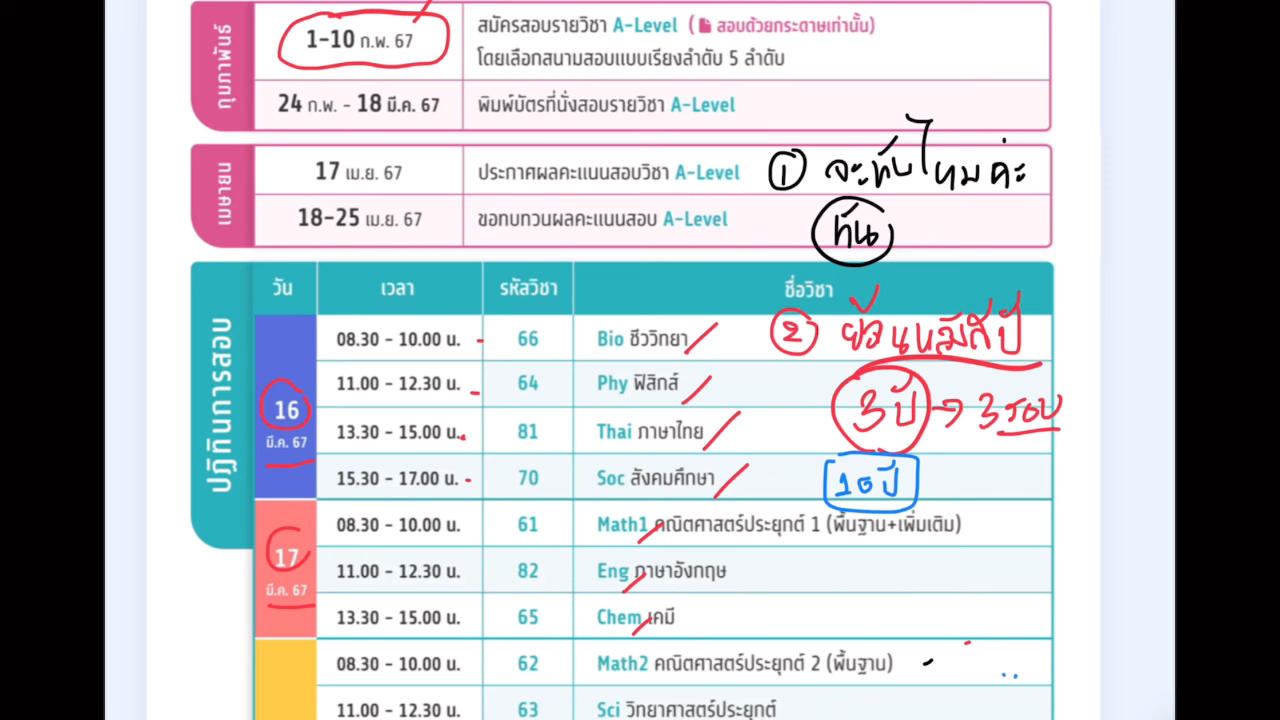 กุมภาพันธ์
1-10 ก.พ. 67
สมัครสอบรายวิชา A-Level ( สอบด้วยกระดาษเท่านั้น)
โดยเลือกสนามสอบแบบเรียงลำดับ 5 ลำดับ
24 ก.พ. - 18 มี.ค. 67
พิมพ์บัตรที่นั่งสอบรายวิชา A-Level
เมษายน
17 เม.ย. 67
ประกาศผลคะแนนสอบวิชา A-Level
18-25 เม.ย. 67
ขอทบทวนผลคะแนนสอบ A-Level
① จะทันไหมคะ
ทัน
ปฏิทินการสอบ
วัน เวลา รหัสวิชา ชื่อวิชา
16
มี.ค. 67
08.30 - 10.00 น. 66 Bio ชีววิทยา
11.00 - 12.30 น. 64 Phy ฟิสิกส์
13.30 - 15.00 น. 81 Thai ภาษาไทย
15.30 - 17.00 น. 70 Soc สังคมศึกษา
② ย้อนหลังกี่ปี
3 ปี → 3 รอบ
10 ปี
17
มี.ค. 67
08.30 - 10.00 น. 61 Math1 คณิตศาสตร์ประยุกต์ 1 (พื้นฐาน+เพิ่มเติม)
11.00 - 12.30 น. 82 Eng ภาษาอังกฤษ
13.30 - 15.00 น. 65 Chem เคมี
08.30 - 10.00 น. 62 Math2 คณิตศาสตร์ประยุกต์ 2 (พื้นฐาน)
11.00 - 12.30 น. 63 Sci วิทยาศาสตร์ประยุกต์